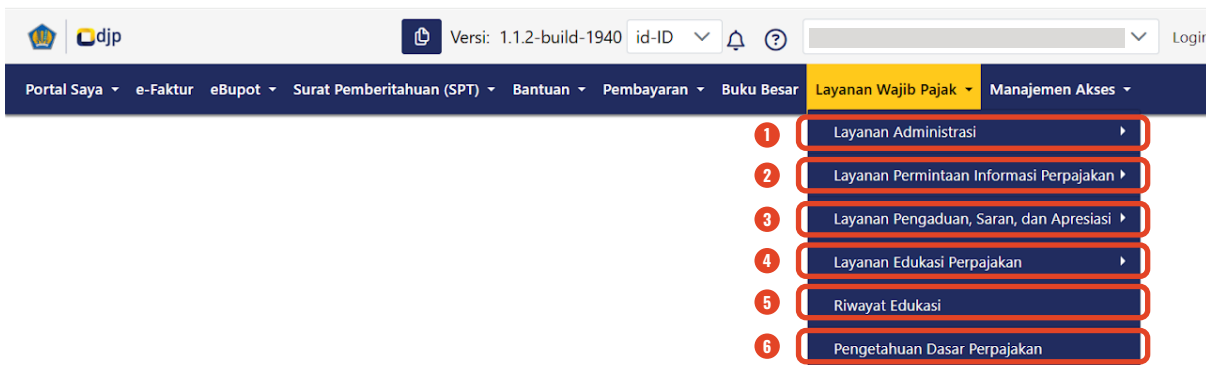 djp Versi: 1.1.2-build-1940 id-ID Login
Portal Saya e-Faktur eBupot Surat Pemberitahuan (SPT) Bantuan Pembayaran Buku Besar Layanan Wajib Pajak Manajemen Akses
1 Layanan Administrasi
2 Layanan Permintaan Informasi Perpajakan
3 Layanan Pengaduan, Saran, dan Apresiasi
4 Layanan Edukasi Perpajakan
5 Riwayat Edukasi
6 Pengetahuan Dasar Perpajakan